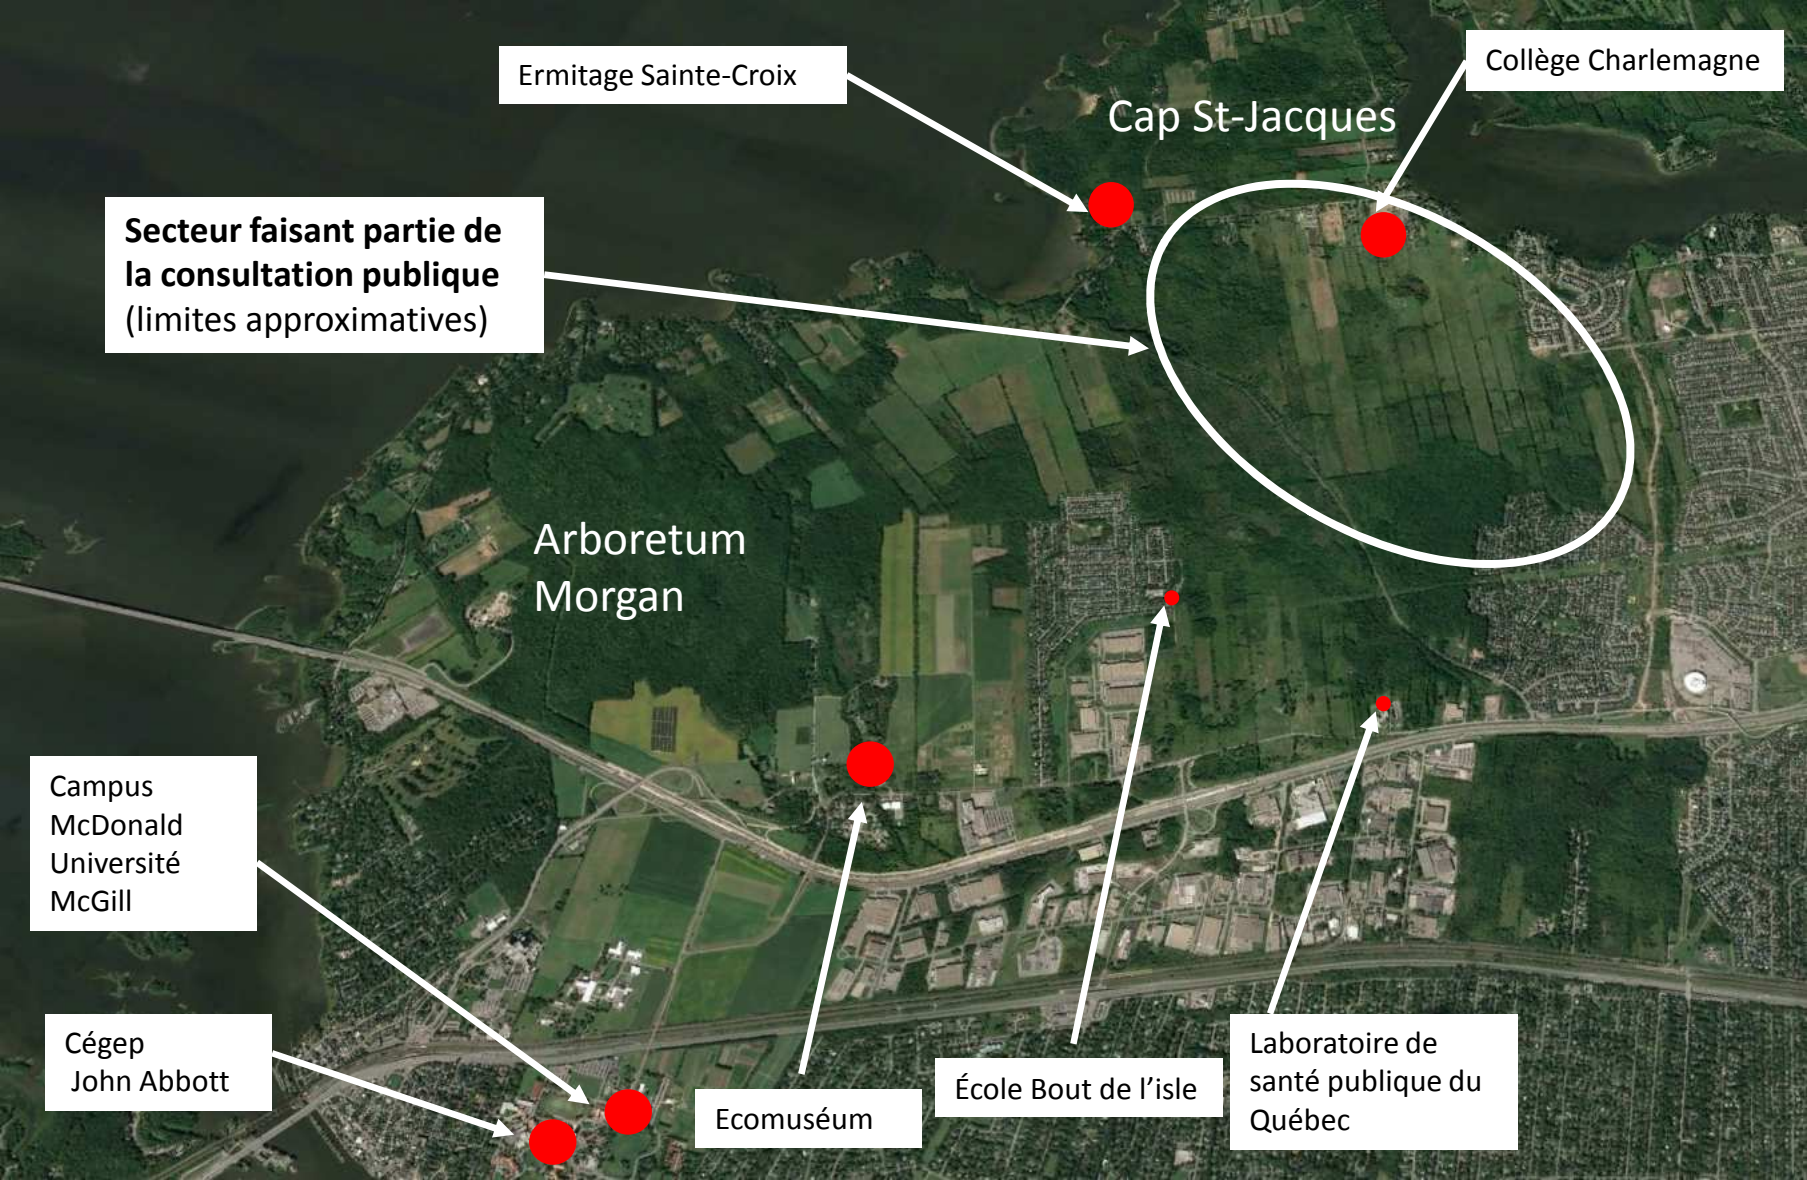 Ermitage Sainte-Croix
Collège Charlemagne
Cap St-Jacques
Secteur faisant partie de
la consultation publique
(limites approximatives)
Arboretum
Morgan
Campus
McDonald
Université
McGill
Cégep
John Abbott
Ecomuséum
École Bout de l’isle
Laboratoire de
santé publique du
Québec